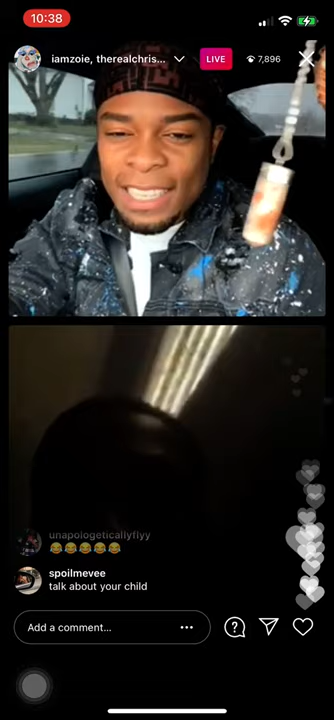 10:38
iamzoie, therealchris...
LIVE
7,896
unapologeticallyflyy
😂😂😂😂😂
spoilmevee
talk about your child
Add a comment...